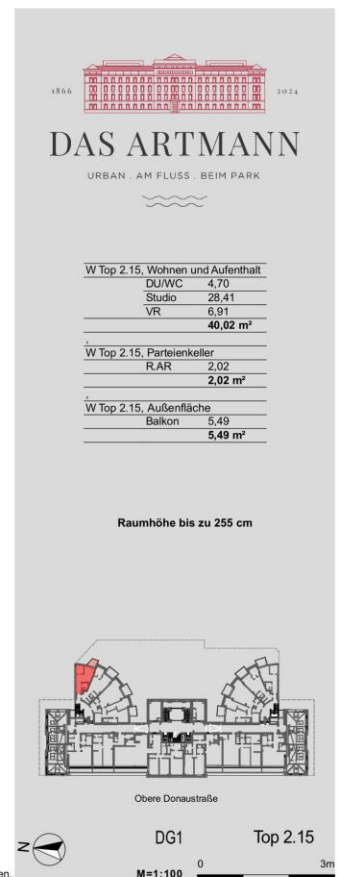 1866 2024
DAS ARTMANN
URBAN . AM FLUSS . BEIM PARK
W Top 2.15, Wohnen und Aufenthalt
DU/WC 4,70
Studio 28,41
VR 6,91
40,02 m²
,
W Top 2.15, Parteienkeller
R.AR 2,02
2,02 m²
,
W Top 2.15, Außenfläche
Balkon 5,49
5,49 m²
Raumhöhe bis zu 255 cm
Obere Donaustraße
N DG1 Top 2.15
en. M=1:100 0 3m